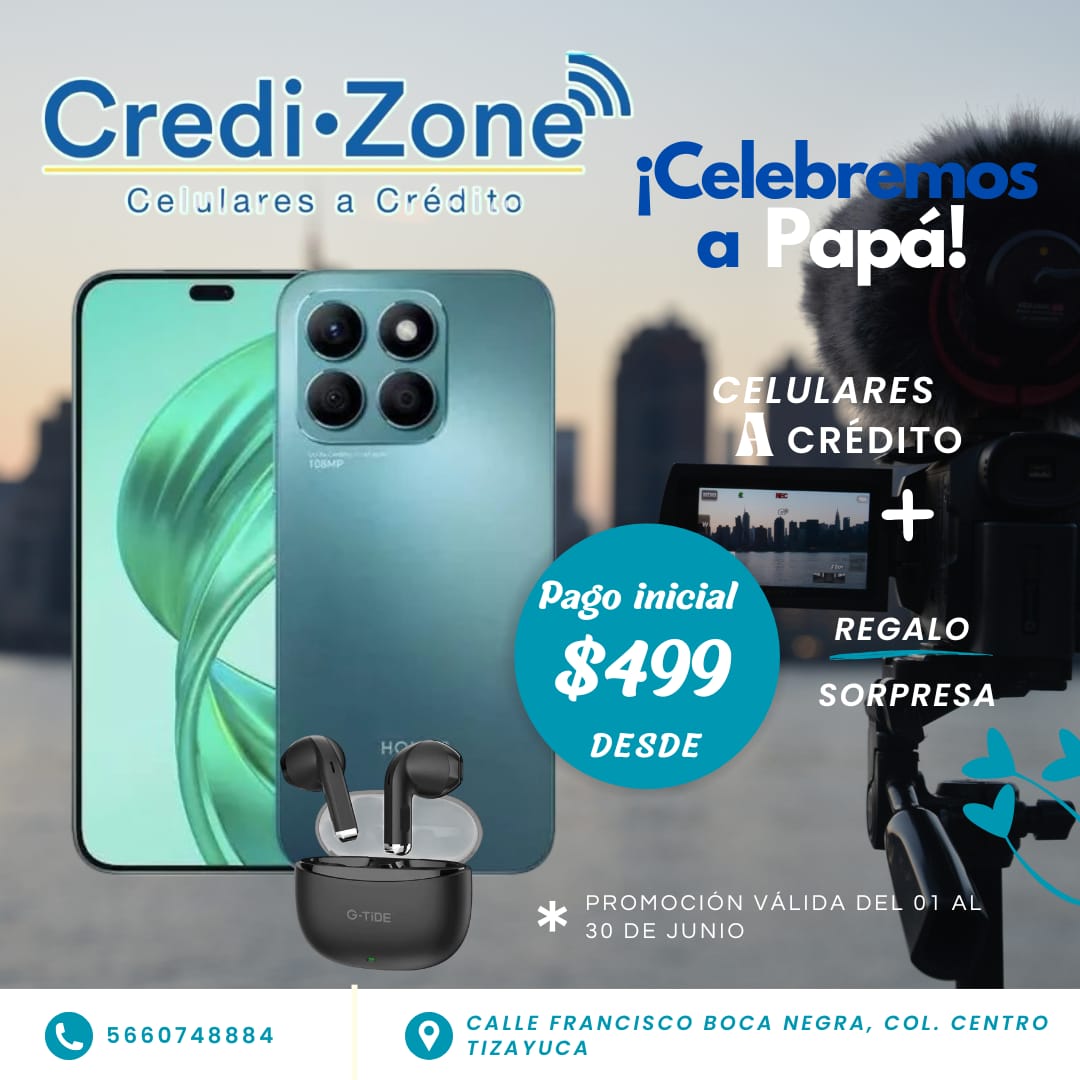 Credi•Zone
Celulares a Crédito
¡Celebremos
a Papá!
CELULARES
A CRÉDITO
+
REGALO
SORPRESA
108MP
REC
Pago inicial
$499
DESDE
G-TiDE
* PROMOCIÓN VÁLIDA DEL 01 AL
30 DE JUNIO
5660748884
CALLE FRANCISCO BOCA NEGRA, COL. CENTRO
TIZAYUCA